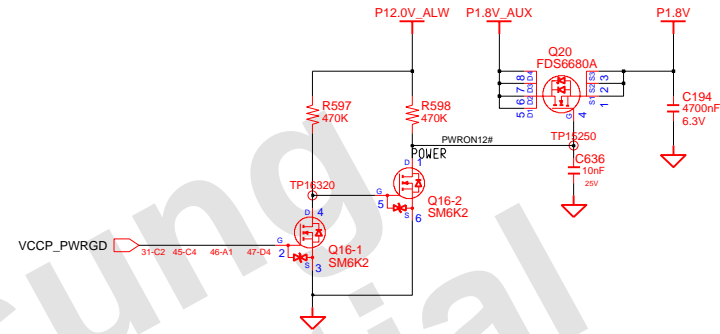 P12.0V_ALW
P1.8V_AUX
P1.8V
Q20
FDS6680A
8 D4
7 D3
6 D2
5 D1
S3 3
S2 2
S1 1
G
4
R597
470K
R598
470K
C194
4700nF
6.3V
PWRON12#
TP15250
POWER
1
D
C636
10nF
25V
TP16320
G
5
S
6
Q16-2
SM6K2
D
4
VCCP_PWRGD
31-C2 45-C4 46-A1 47-D4
G
2
S
3
Q16-1
SM6K2
sung
ial